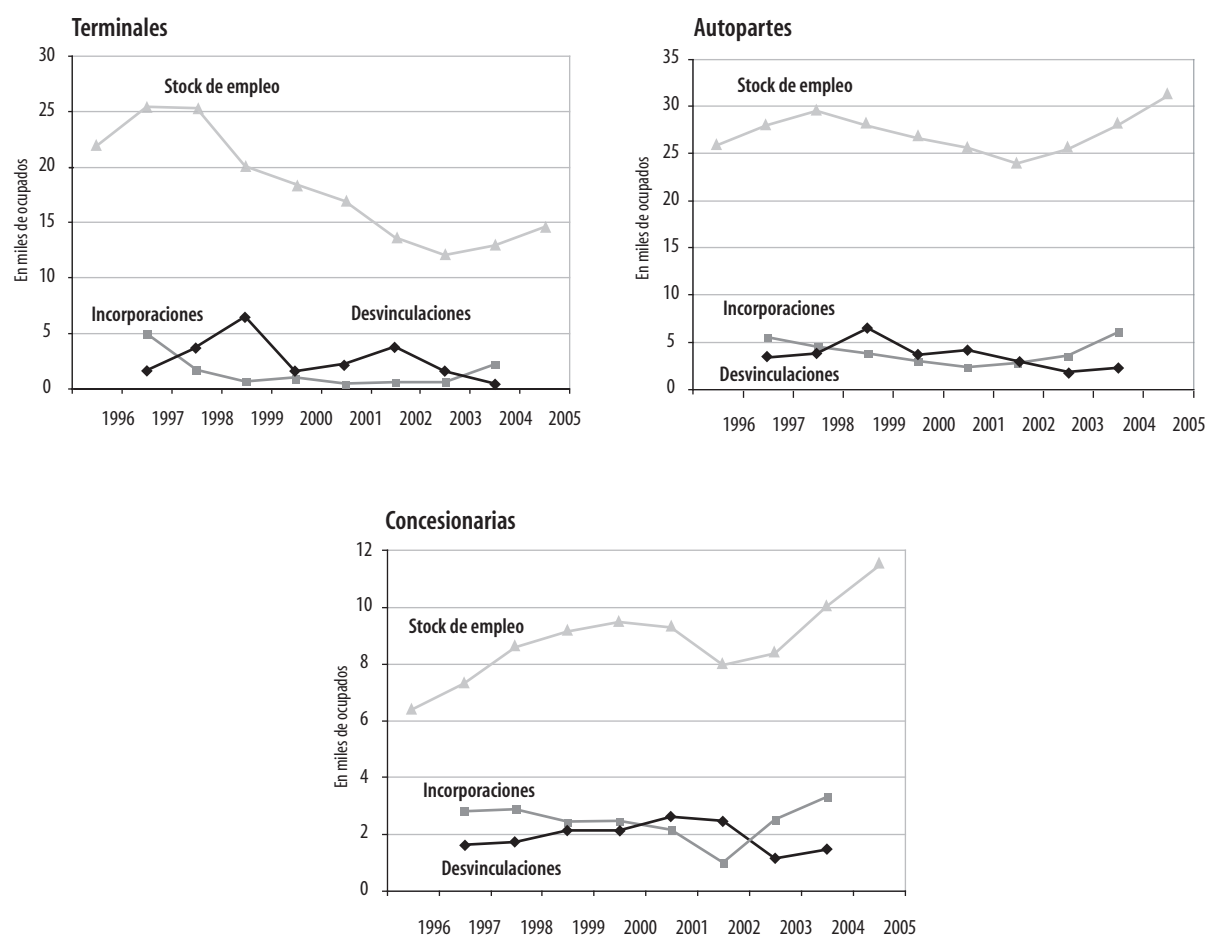 Terminales
30
25
20
15
10
5
0
En miles de ocupados
Stock de empleo
Incorporaciones
Desvinculaciones
1996 1997 1998 1999 2000 2001 2002 2003 2004 2005
Autopartes
35
30
25
20
15
10
5
0
En miles de ocupados
Stock de empleo
Incorporaciones
Desvinculaciones
1996 1997 1998 1999 2000 2001 2002 2003 2004 2005
Concesionarias
12
10
8
6
4
2
0
En miles de ocupados
Stock de empleo
Incorporaciones
Desvinculaciones
1996 1997 1998 1999 2000 2001 2002 2003 2004 2005